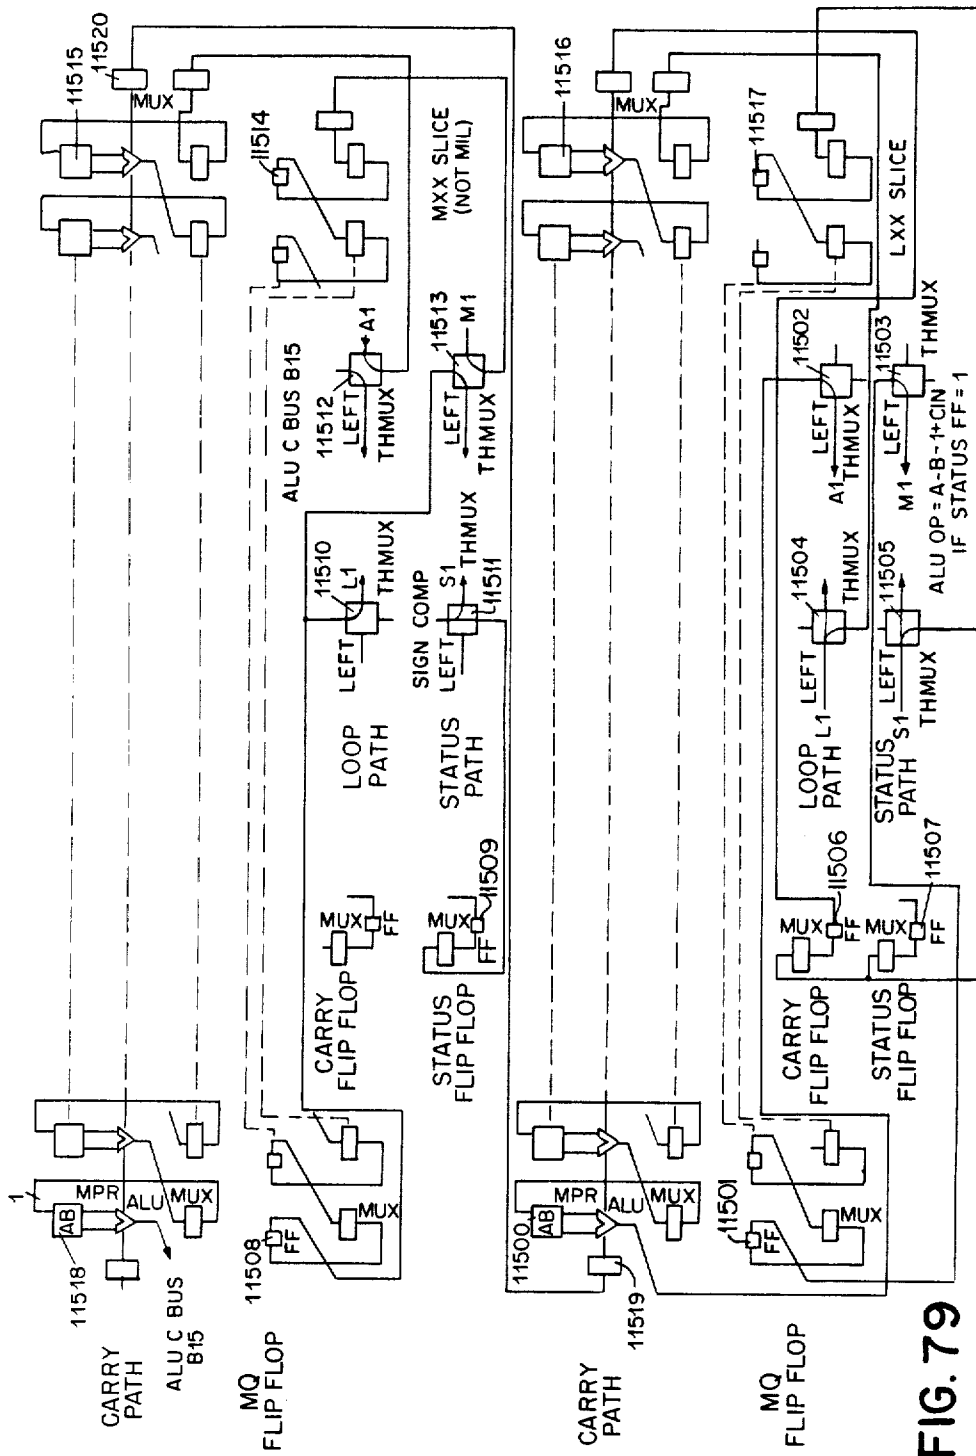 CARRY
PATH
11518
AB
1
MPR
ALU
MUX
ALU C BUS
B15
11515
11520
MUX
MQ
FLIP FLOP
11508
FF
MUX
11514
CARRY
FLIP FLOP
MUX
FF
LOOP
PATH
LEFT
11510
L1
THMUX
ALU C BUS B15
11512
LEFT
A1
THMUX
STATUS
FLIP FLOP
MUX
FF
11509
STATUS
PATH
SIGN COMP
LEFT
S1
THMUX
11511
LEFT
11513
M1
THMUX
MXX SLICE
(NOT MIL)
CARRY
PATH
11500
AB
MPR
ALU
MUX
11519
11516
MUX
MQ
FLIP FLOP
11501
FF
MUX
11517
CARRY
FLIP FLOP
MUX
FF
11506
LOOP
PATH
L1
LEFT
11504
THMUX
11502
LEFT
A1
THMUX
LXX SLICE
STATUS
FLIP FLOP
MUX
FF
11507
STATUS
PATH
S1
LEFT
11505
THMUX
11503
LEFT
M1
THMUX
ALU OP = A-B-1+CIN
IF STATUS FF = 1
FIG. 79